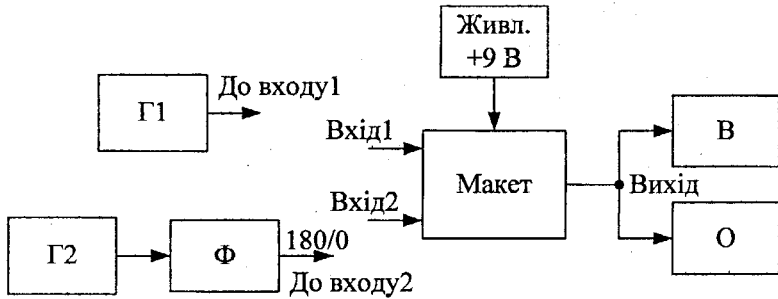 Живл.
+9 В
Г1
До входу1
Вхід1
Макет
В
Вихід
Вхід2
Г2
Ф
180/0
До входу2
О